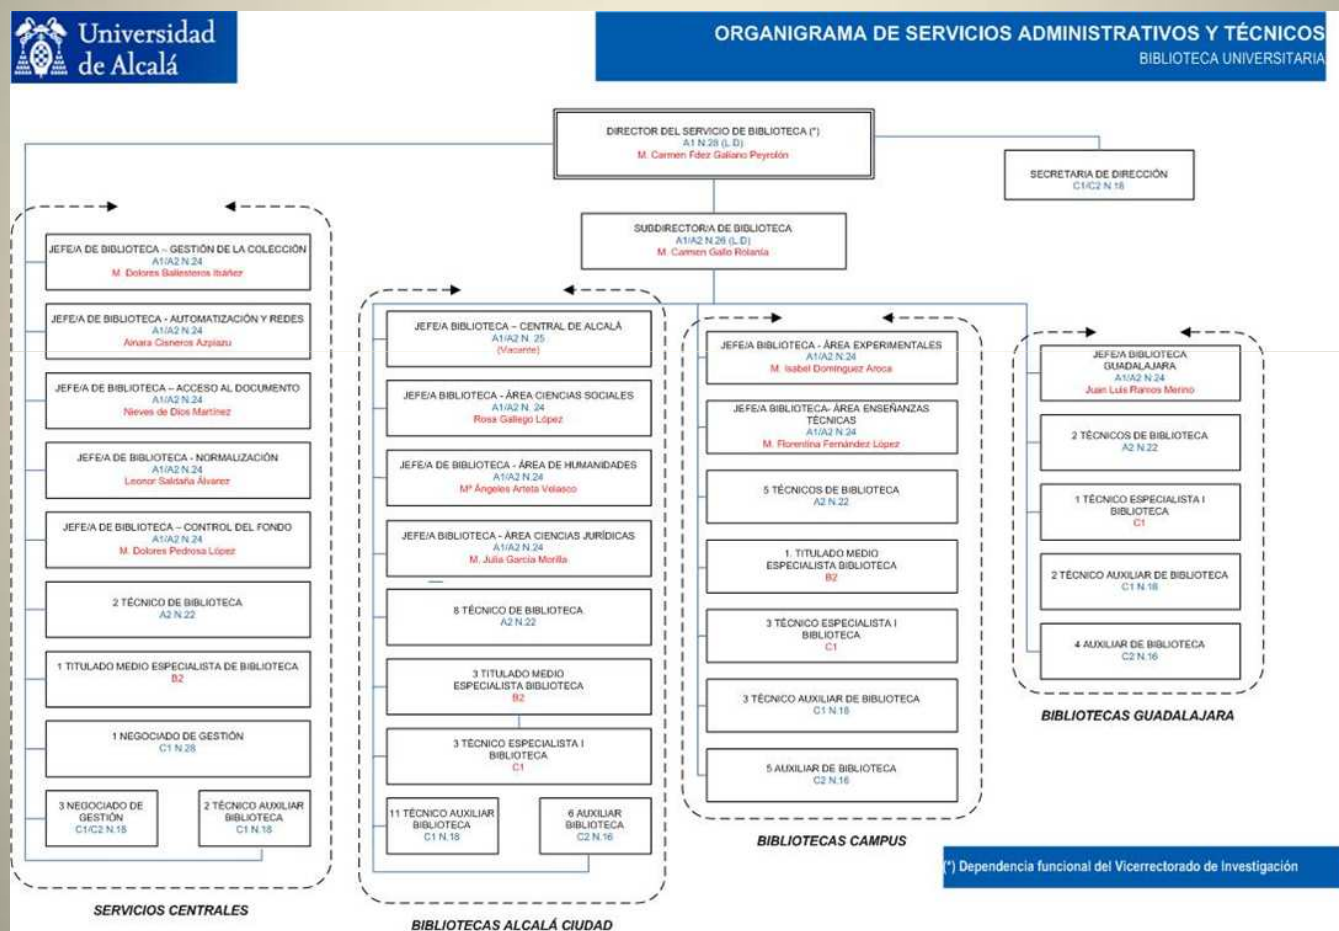 Universidad
de Alcalá
ORGANIGRAMA DE SERVICIOS ADMINISTRATIVOS Y TÉCNICOS
BIBLIOTECA UNIVERSITARIA
DIRECTOR DEL SERVICIO DE BIBLIOTECA (*)
A1 N.28 (L.D)
M. Carmen Fdez Galiano Peyrolón
SECRETARIA DE DIRECCIÓN
C1/C2 N.18
SUBDIRECTOR/A DE BIBLIOTECA
A1/A2 N.26 (L.D)
M. Carmen Gallo Rolanía
JEFE/A DE BIBLIOTECA – GESTIÓN DE LA COLECCIÓN
A1/A2 N.24
M. Dolores Ballesteros Ibáñez
JEFE/A DE BIBLIOTECA - AUTOMATIZACIÓN Y REDES
A1/A2 N.24
Ainara Cisneros Azpiazu
JEFE/A DE BIBLIOTECA – ACCESO AL DOCUMENTO
A1/A2 N.24
Nieves de Dios Martínez
JEFE/A DE BIBLIOTECA - NORMALIZACIÓN
A1/A2 N.24
Leonor Saldaña Álvarez
JEFE/A DE BIBLIOTECA – CONTROL DEL FONDO
A1/A2 N.24
M. Dolores Pedrosa López
2 TÉCNICO DE BIBLIOTECA
A2 N.22
1 TITULADO MEDIO ESPECIALISTA DE BIBLIOTECA
B2
1 NEGOCIADO DE GESTIÓN
C1 N.28
3 NEGOCIADO DE
GESTIÓN
C1/C2 N.18
2 TÉCNICO AUXILIAR
BIBLIOTECA
C1 N.18
SERVICIOS CENTRALES
JEFE/A BIBLIOTECA – CENTRAL DE ALCALÁ
A1/A2 N. 25
(Vacante)
JEFE/A BIBLIOTECA - ÁREA CIENCIAS SOCIALES
A1/A2 N. 24
Rosa Gallego López
JEFE/A DE BIBLIOTECA - ÁREA DE HUMANIDADES
A1/A2 N.24
Mª Ángeles Arteta Velasco
JEFE/A BIBLIOTECA - ÁREA CIENCIAS JURÍDICAS
A1/A2 N.24
M. Julia García Morilla
8 TÉCNICO DE BIBLIOTECA
A2 N.22
3 TITULADO MEDIO
ESPECIALISTA BIBLIOTECA
B2
3 TÉCNICO ESPECIALISTA I
BIBLIOTECA
C1
11 TÉCNICO AUXILIAR
BIBLIOTECA
C1 N.18
6 AUXILIAR
BIBLIOTECA
C2 N.16
BIBLIOTECAS ALCALÁ CIUDAD
JEFE/A BIBLIOTECA - ÁREA EXPERIMENTALES
A1/A2 N.24
M. Isabel Domínguez Aroca
JEFE/A BIBLIOTECA- ÁREA ENSEÑANZAS
TÉCNICAS
A1/A2 N.24
M. Florentina Fernández López
5 TÉCNICOS DE BIBLIOTECA
A2 N.22
1. TITULADO MEDIO
ESPECIALISTA BIBLIOTECA
B2
3 TÉCNICO ESPECIALISTA I
BIBLIOTECA
C1
3 TÉCNICO AUXILIAR DE BIBLIOTECA
C1 N.18
5 AUXILIAR DE BIBLIOTECA
C2 N.16
BIBLIOTECAS CAMPUS
JEFE/A BIBLIOTECA
GUADALAJARA
A1/A2 N.24
Juan Luis Ramos Merino
2 TÉCNICOS DE BIBLIOTECA
A2 N.22
1 TÉCNICO ESPECIALISTA I
BIBLIOTECA
C1
2 TÉCNICO AUXILIAR DE BIBLIOTECA
C1 N.18
4 AUXILIAR DE BIBLIOTECA
C2 N.16
BIBLIOTECAS GUADALAJARA
(*) Dependencia funcional del Vicerrectorado de Investigación